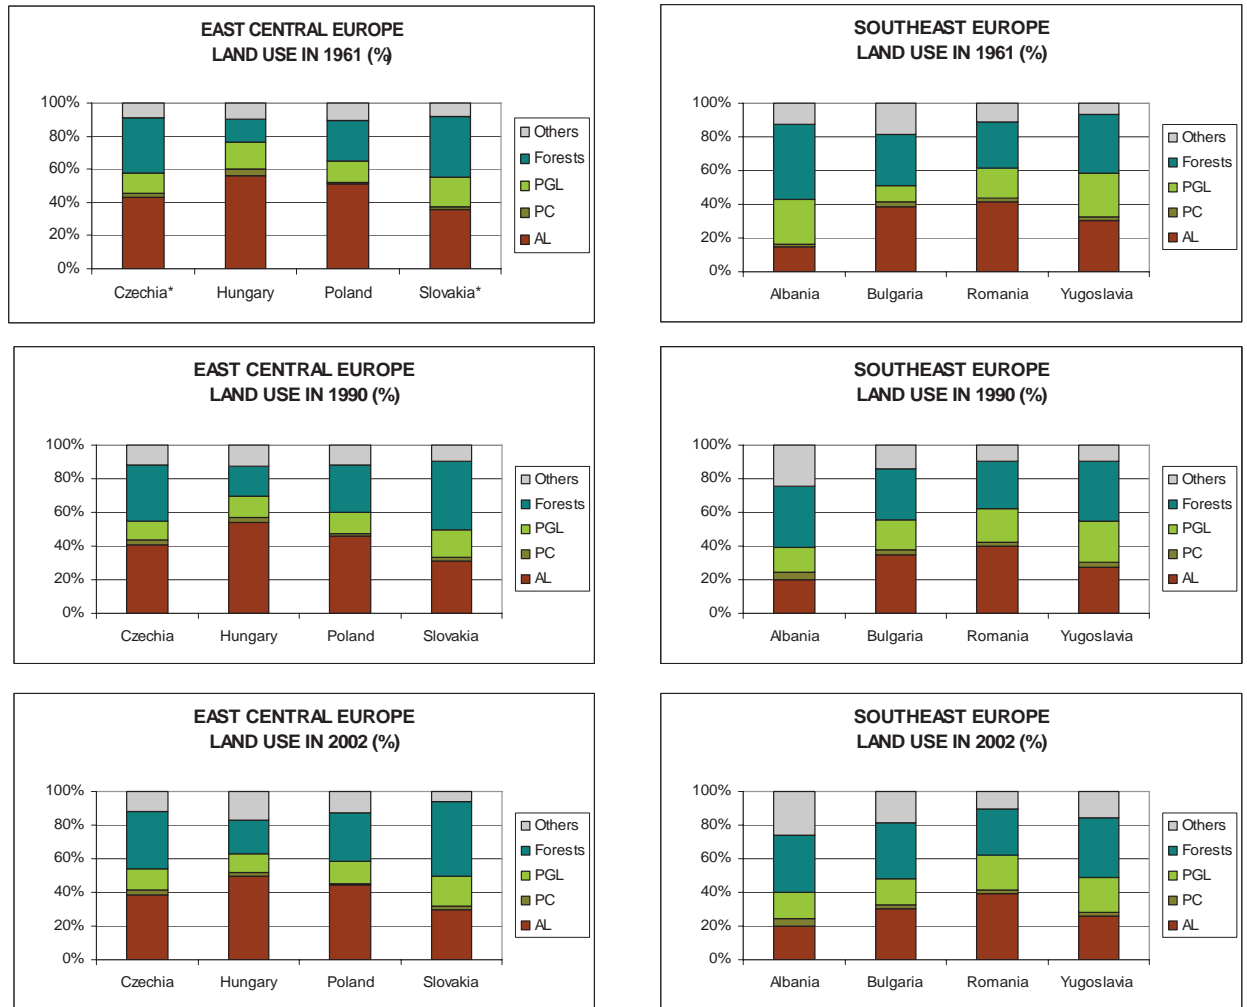 EAST CENTRAL EUROPE
LAND USE IN 1961 (%)
100%
80%
60%
40%
20%
0%
Czechia*
Hungary
Poland
Slovakia*
Others
Forests
PGL
PC
AL
SOUTHEAST EUROPE
LAND USE IN 1961 (%)
100%
80%
60%
40%
20%
0%
Albania
Bulgaria
Romania
Yugoslavia
Others
Forests
PGL
PC
AL
EAST CENTRAL EUROPE
LAND USE IN 1990 (%)
100%
80%
60%
40%
20%
0%
Czechia
Hungary
Poland
Slovakia
Others
Forests
PGL
PC
AL
SOUTHEAST EUROPE
LAND USE IN 1990 (%)
100%
80%
60%
40%
20%
0%
Albania
Bulgaria
Romania
Yugoslavia
Others
Forests
PGL
PC
AL
EAST CENTRAL EUROPE
LAND USE IN 2002 (%)
100%
80%
60%
40%
20%
0%
Czechia
Hungary
Poland
Slovakia
Others
Forests
PGL
PC
AL
SOUTHEAST EUROPE
LAND USE IN 2002 (%)
100%
80%
60%
40%
20%
0%
Albania
Bulgaria
Romania
Yugoslavia
Others
Forests
PGL
PC
AL